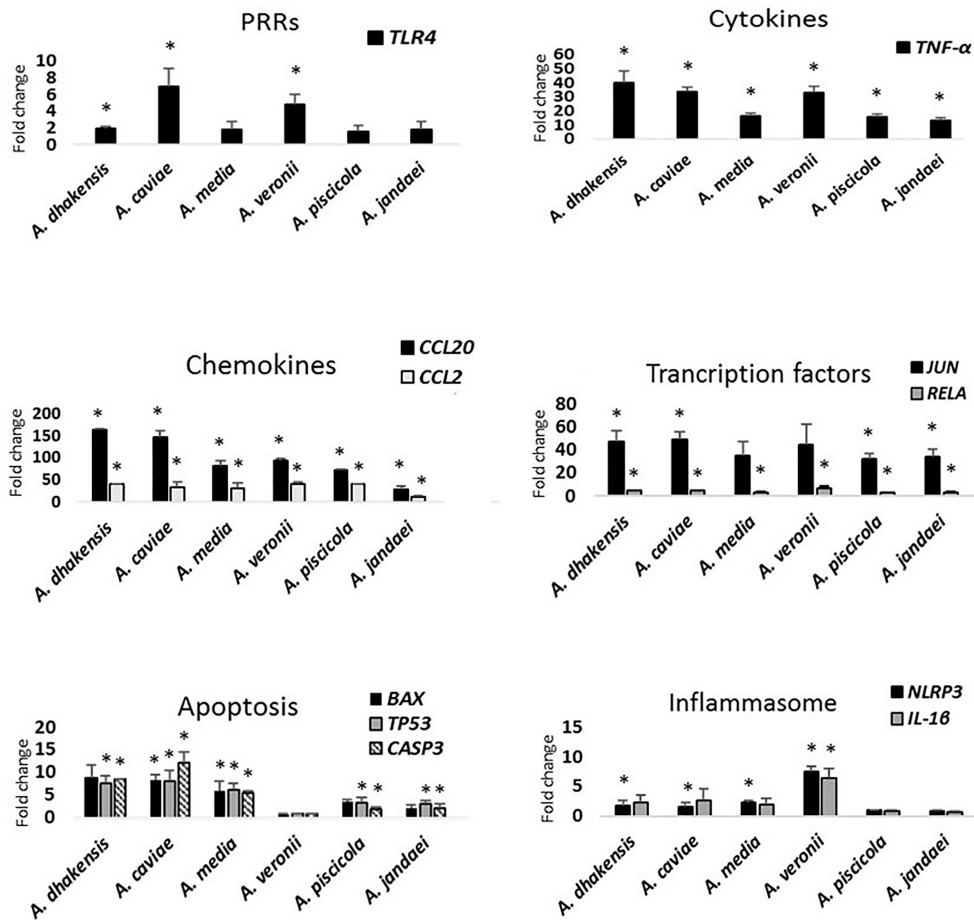 PRRs
TLR4
Fold change
10
8
6
4
2
0
*
*
*
A. dhakensis
A. caviae
A. media
A. veronii
A. piscicola
A. jandaei
Cytokines
TNF-α
Fold change
60
50
40
30
20
10
0
* * * * * *
A. dhakensis
A. caviae
A. media
A. veronii
A. piscicola
A. jandaei
Chemokines
CCL20
CCL2
Fold change
200
150
100
50
0
* * * * * * * * * * * *
A. dhakensis
A. caviae
A. media
A. veronii
A. piscicola
A. jandaei
Trancription factors
JUN
RELA
Fold change
80
60
40
20
0
* * * * * * * * * *
A. dhakensis
A. caviae
A. media
A. veronii
A. piscicola
A. jandaei
Apoptosis
BAX
TP53
CASP3
Fold change
20
15
10
5
0
* * * * * * * * * * * *
A. dhakensis
A. caviae
A. media
A. veronii
A. piscicola
A. jandaei
Inflammasome
NLRP3
IL-1β
Fold change
15
10
5
0
* * * * *
A. dhakensis
A. caviae
A. media
A. veronii
A. piscicola
A. jandaei